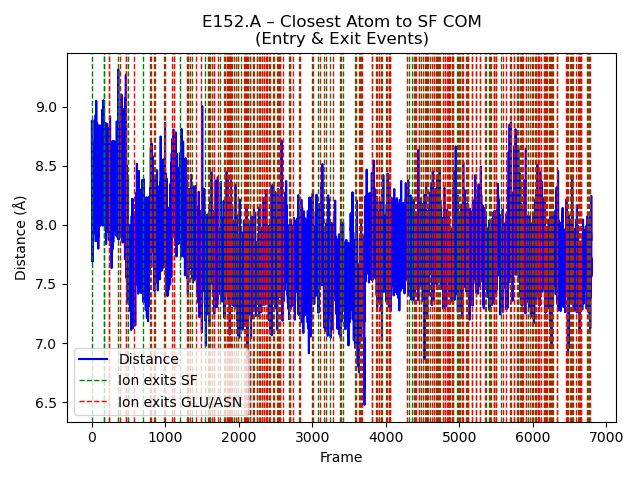 E152.A – Closest Atom to SF COM
(Entry & Exit Events)
Distance (Å)
9.0
8.5
8.0
7.5
7.0
6.5
Distance
Ion exits SF
Ion exits GLU/ASN
0
1000
2000
3000
4000
5000
6000
7000
Frame